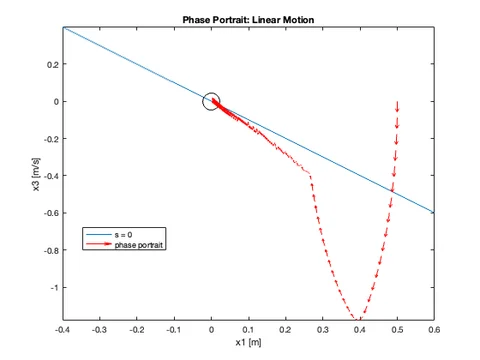 Phase Portrait: Linear Motion
x3 [m/s]
0.2
0
-0.2
-0.4
-0.6
-0.8
-1
s = 0
phase portrait
-0.4 -0.3 -0.2 -0.1 0 0.1 0.2 0.3 0.4 0.5 0.6
x1 [m]